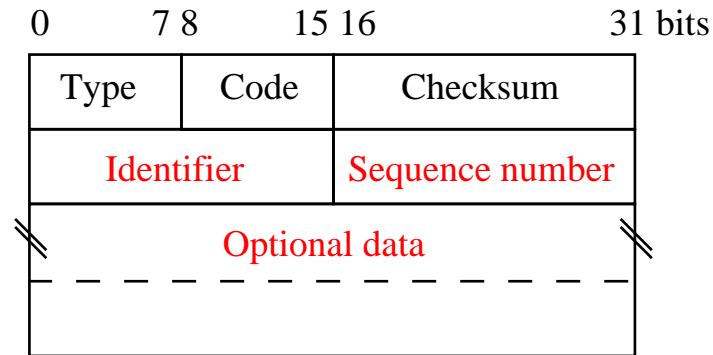 0 7 8 15 16 31 bits
Type Code Checksum
Identifier Sequence number
Optional data